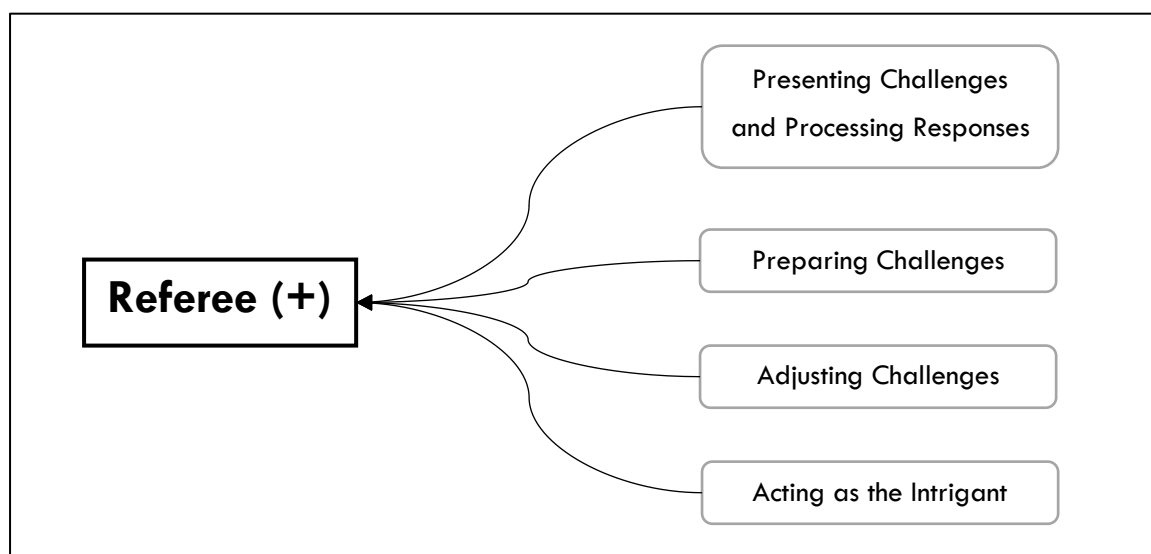 Presenting Challenges
and Processing Responses
Referee (+)
Preparing Challenges
Adjusting Challenges
Acting as the Intrigant